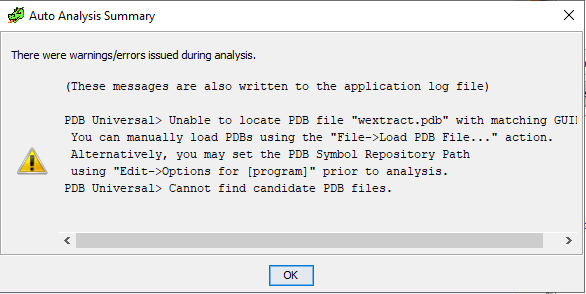 Auto Analysis Summary
There were warnings/errors issued during analysis.
(These messages are also written to the application log file)
PDB Universal> Unable to locate PDB file "wextract.pdb" with matching GUI
You can manually load PDBs using the "File->Load PDB File..." action.
Alternatively, you may set the PDB Symbol Repository Path
using "Edit->Options for [program]" prior to analysis.
PDB Universal> Cannot find candidate PDB files.
OK